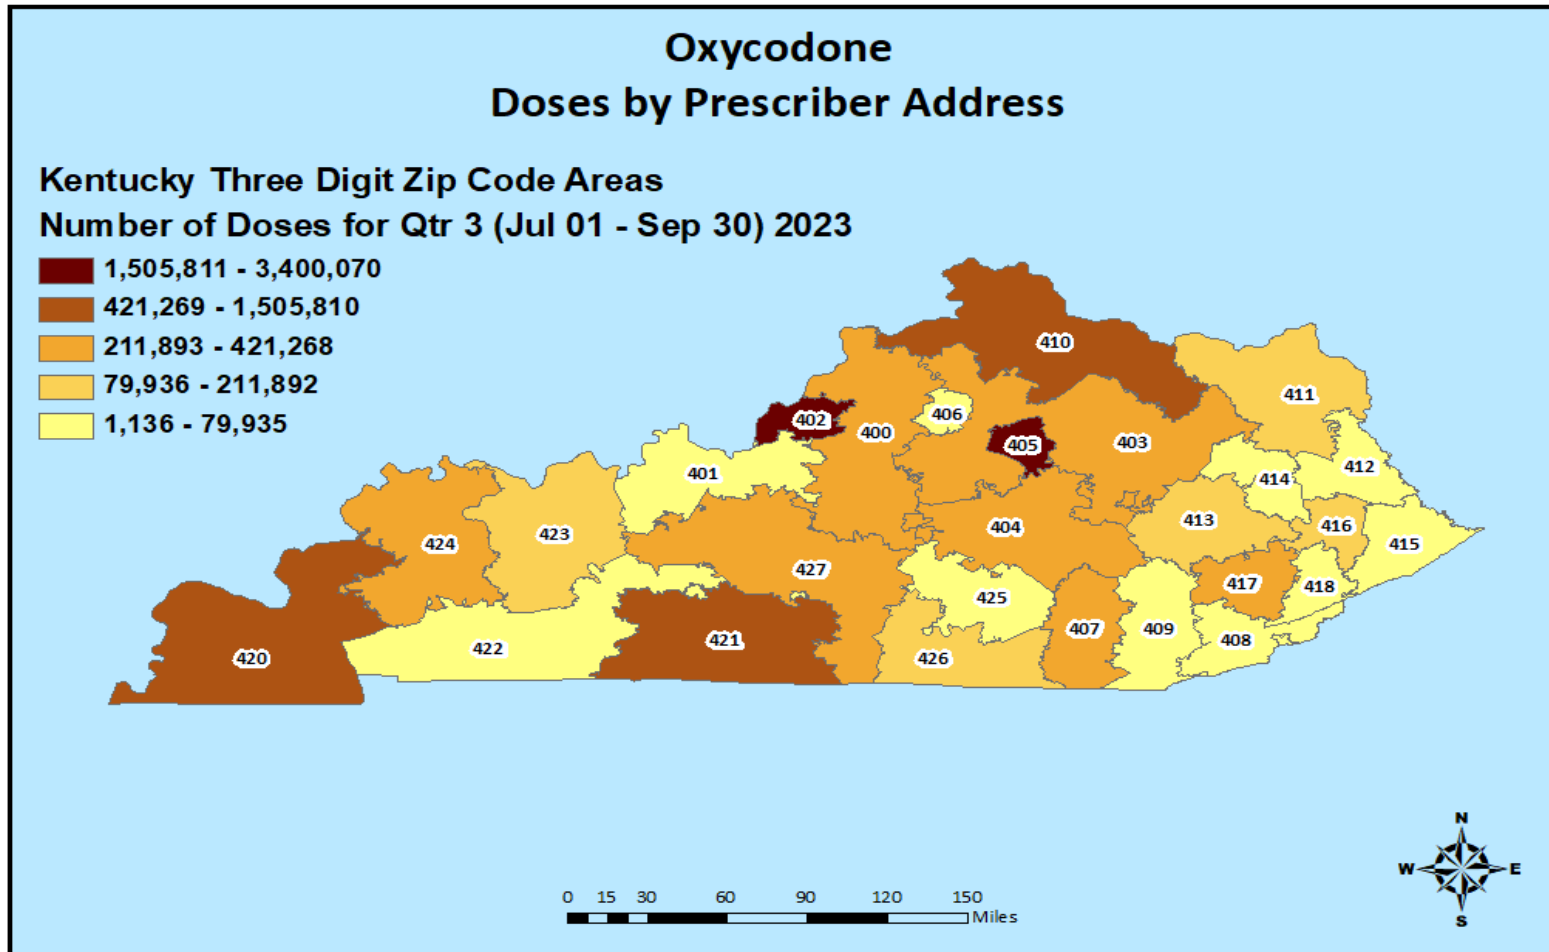 Oxycodone
Doses by Prescriber Address
Kentucky Three Digit Zip Code Areas
Number of Doses for Qtr 3 (Jul 01 - Sep 30) 2023
1,505,811 - 3,400,070
421,269 - 1,505,810
211,893 - 421,268
79,936 - 211,892
1,136 - 79,935
410
411
402
406
400
405
403
401
412
414
413
416
404
423
424
415
427
417
418
425
407
409
408
421
422
420
426
N
W E
S
0 15 30 60 90 120 150
Miles